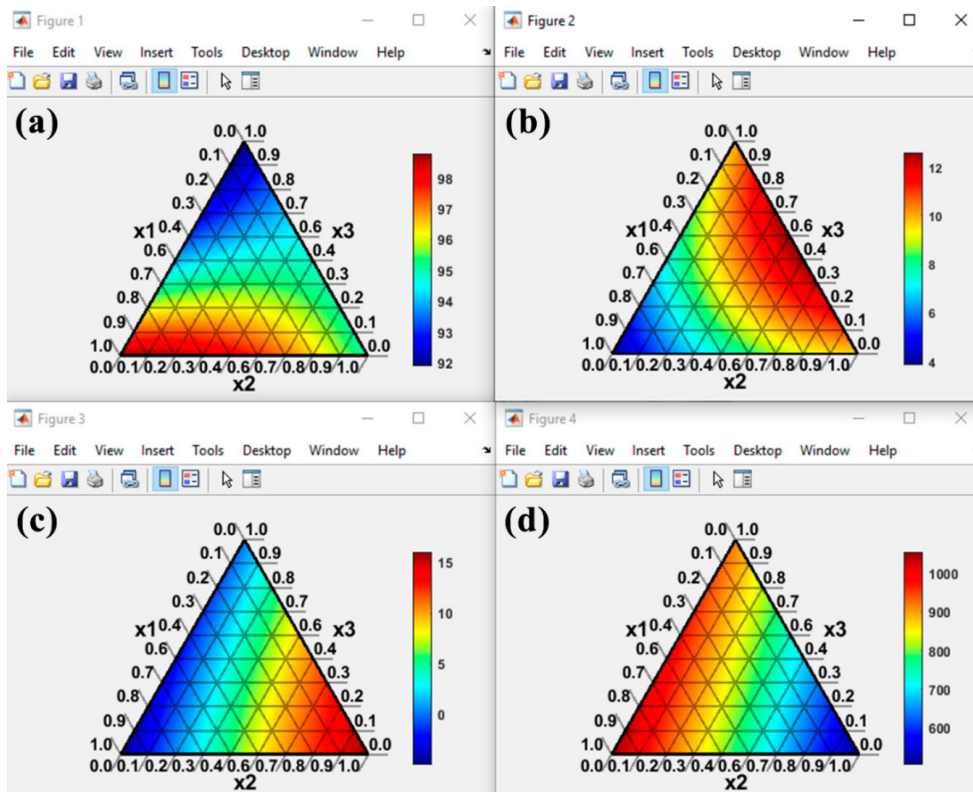 Figure 1
File Edit View Insert Tools Desktop Window Help
(a)
0.0 1.0
0.1 0.9
0.2 0.8
0.3 0.7
0.6
x1 0.4 x3
0.6 0.4
0.7 0.3
0.8 0.2
0.9 0.1
1.0 0.0
0.0 0.1 0.2 0.3 0.4 0.6 0.7 0.8 0.9 1.0
x2
98
97
96
95
94
93
92
Figure 2
File Edit View Insert Tools Desktop Window Help
(b)
0.0 1.0
0.1 0.9
0.2 0.8
0.3 0.7
0.6
x1 0.4 x3
0.6 0.4
0.7 0.3
0.8 0.2
0.9 0.1
1.0 0.0
0.0 0.1 0.2 0.3 0.4 0.6 0.7 0.8 0.9 1.0
x2
12
10
8
6
4
Figure 3
File Edit View Insert Tools Desktop Window Help
(c)
0.0 1.0
0.1 0.9
0.2 0.8
0.3 0.7
0.6
x1 0.4 x3
0.6 0.4
0.7 0.3
0.8 0.2
0.9 0.1
1.0 0.0
0.0 0.1 0.2 0.3 0.4 0.6 0.7 0.8 0.9 1.0
x2
15
10
5
0
Figure 4
File Edit View Insert Tools Desktop Window Help
(d)
0.0 1.0
0.1 0.9
0.2 0.8
0.3 0.7
0.6
x1 0.4 x3
0.6 0.4
0.7 0.3
0.8 0.2
0.9 0.1
1.0 0.0
0.0 0.1 0.2 0.3 0.4 0.6 0.7 0.8 0.9 1.0
x2
1000
900
800
700
600